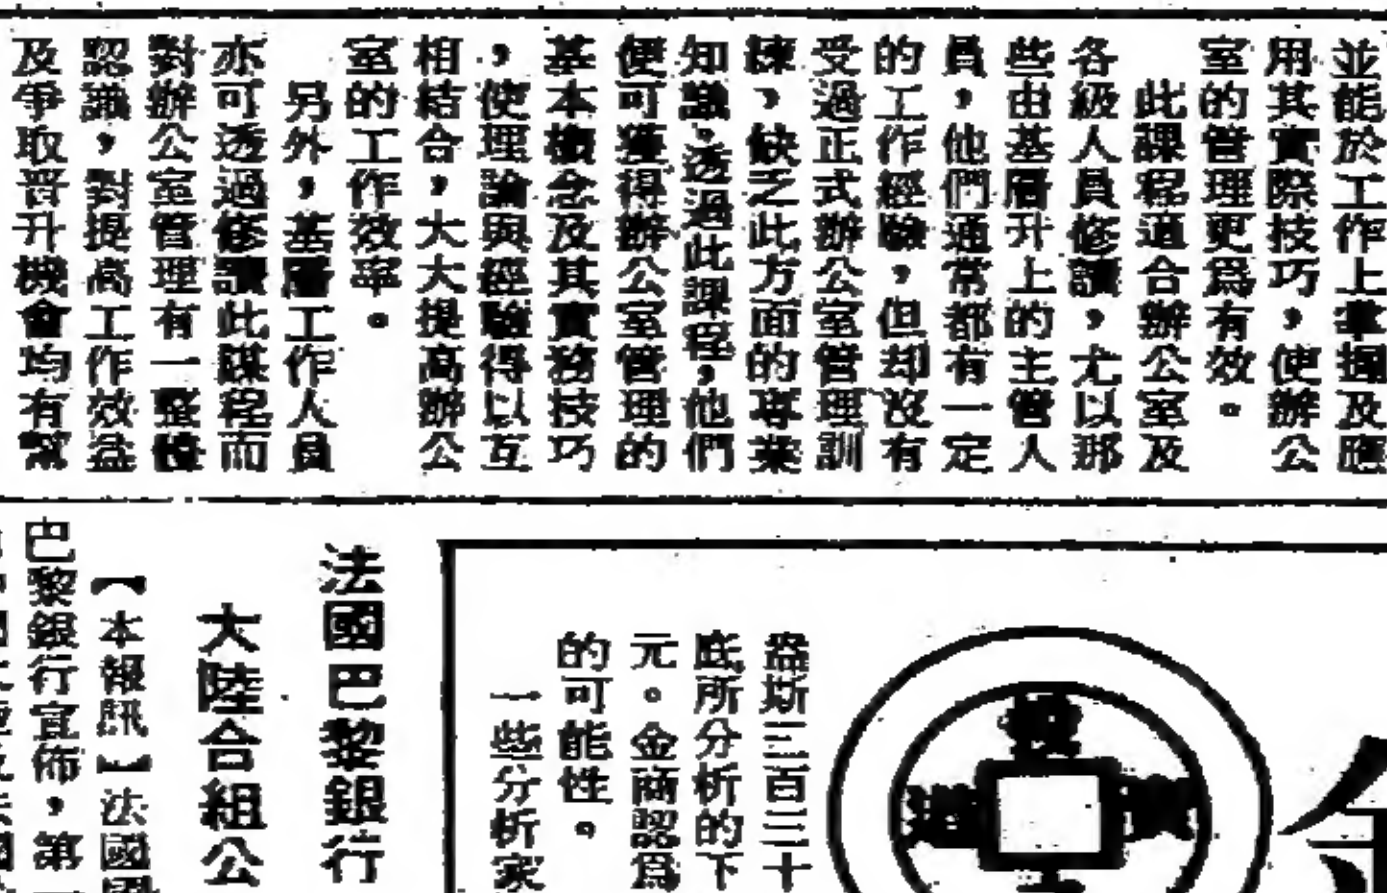 並能於工作上掌握及應
用其實際技巧，使辦公
室的管理更爲有效。
此課程適合辦公室及
各級人員修讀，尤以那
些由基層升上的主管人
員，他們通常都有一定
的工作經驗，但却沒有
受過正式辦公室管理訓
練，缺乏此方面的專業
知識。透過此課程，他們
便可獲得辦公室管理的
基本概念及其實務技巧
，使理論與經驗得以互
相結合，大大提高辦公
室的工作效率。
另外，基層工作人員
亦可透過修讀此課程而
對辦公室管理有一整體
認識，對提高工作效益
及爭取晉升機會均有幫
盎斯三百三十
底所分析的下
元。金商認爲
的可能性。
一些分析家
法國巴黎銀行
大陸合組公
【本報訊】法國國
巴黎銀行宣佈，第一